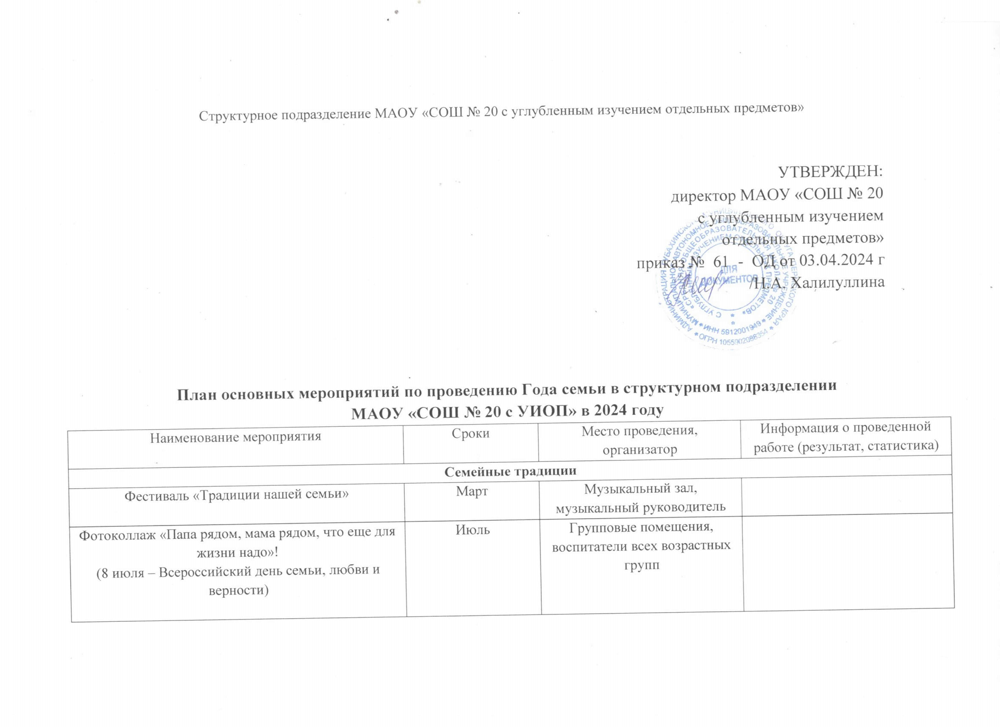 Структурное подразделение МАОУ «СОШ № 20 с углубленным изучением отдельных предметов»
УТВЕРЖДЕН:
директор МАОУ «СОШ № 20
с углубленным изучением
отдельных предметов»
приказ № 61 - ОД от 03.04.2024 г
/Н.А. Халилуллина
ДЛЯ
ДОКУМЕНТОВ
С УГЛУБЛЕННЫМ ИЗУЧЕНИЕМ ОТДЕЛЬНЫХ ПРЕДМЕТОВ»
ИНН 5912001949
ОГРН 1055902088354
План основных мероприятий по проведению Года семьи в структурном подразделении
МАОУ «СОШ № 20 с УИОП» в 2024 году
Наименование мероприятия
Сроки
Место проведения,
организатор
Информация о проведенной
работе (результат, статистика)
Семейные традиции
Фестиваль «Традиции нашей семьи»
Март
Музыкальный зал,
музыкальный руководитель
Фотоколлаж «Папа рядом, мама рядом, что еще для
жизни надо»!
(8 июля – Всероссийский день семьи, любви и
верности)
Июль
Групповые помещения,
воспитатели всех возрастных
групп